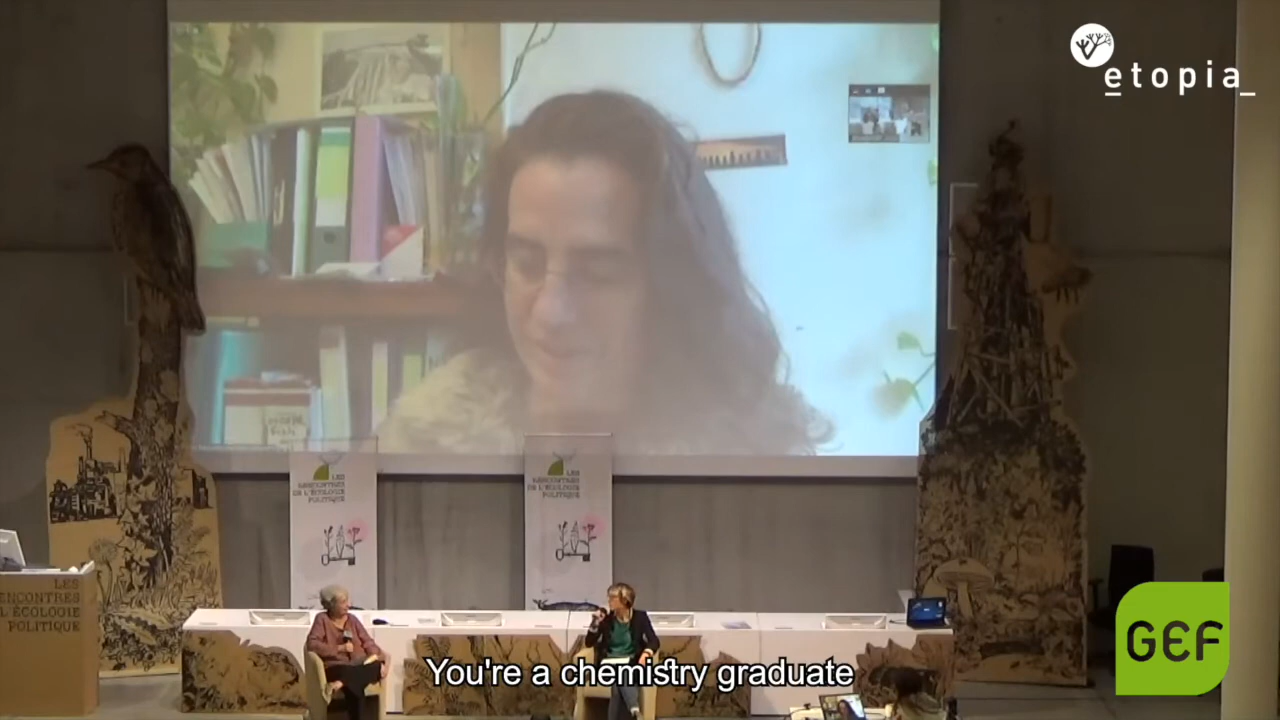 etopia_
LES
RENCONTRES
DE L'ÉCOLOGIE
POLITIQUE
LES
RENCONTRES
DE L'ÉCOLOGIE
POLITIQUE
LES
ENCONTRES
L'ÉCOLOGIE
POLITIQUE
GEF
You're a chemistry graduate